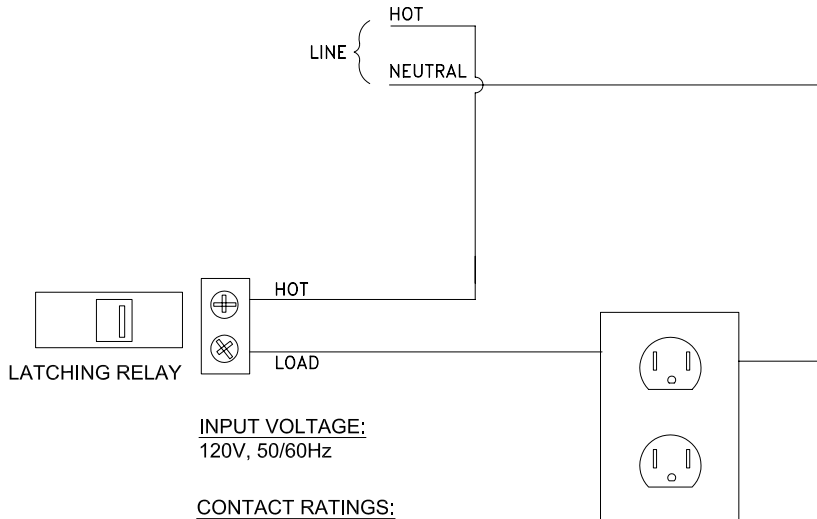 HOT
LINE
NEUTRAL
HOT
LATCHING RELAY
LOAD
INPUT VOLTAGE:
120V, 50/60Hz
CONTACT RATINGS: